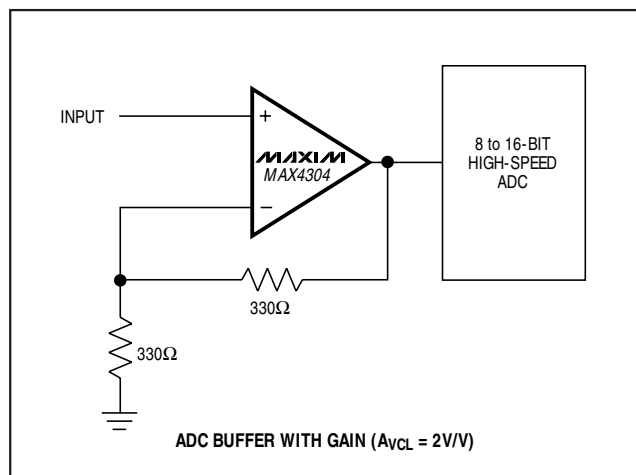 INPUT
+
MAXIM
MAX4304
−
8 to 16-BIT
HIGH-SPEED
ADC
330Ω
330Ω
ADC BUFFER WITH GAIN (AVCL = 2V/V)